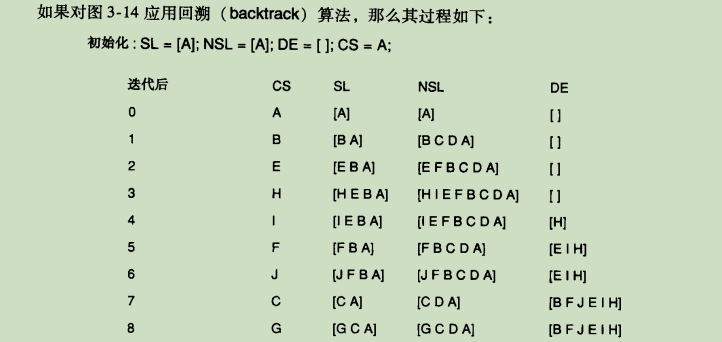 如果对图3-14应用回溯（backtrack）算法，那么其过程如下：
初始化：SL = [A]; NSL = [A]; DE = [ ]; CS = A;
迭代后 CS SL NSL DE
0 A [A] [A] [ ]
1 B [B A] [B C D A] [ ]
2 E [E B A] [E F B C D A] [ ]
3 H [H E B A] [H I E F B C D A] [ ]
4 I [I E B A] [I E F B C D A] [H]
5 F [F B A] [F B C D A] [E I H]
6 J [J F B A] [J F B C D A] [E I H]
7 C [C A] [C D A] [B F J E I H]
8 G [G C A] [G C D A] [B F J E I H]